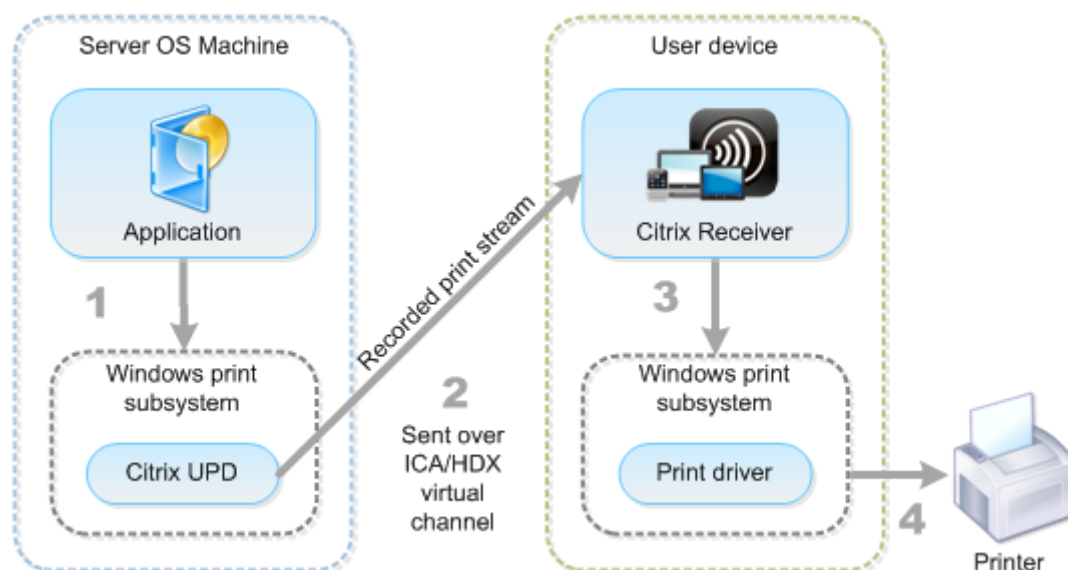 Server OS Machine
User device
Application
Citrix Receiver
1
Recorded print stream
3
Windows print
subsystem
Citrix UPD
2
Sent over
ICA/HDX
virtual
channel
Windows print
subsystem
Print driver
4
Printer